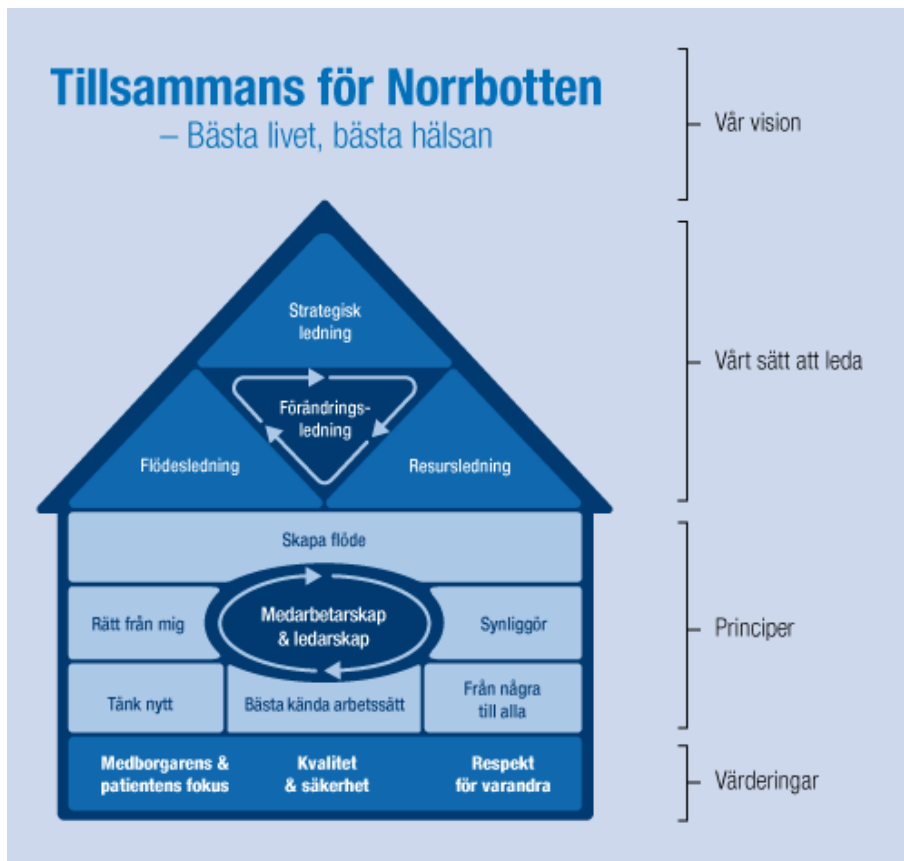 Tillsammans för Norrbotten
– Bästa livet, bästa hälsan
Vår vision
Strategisk
ledning
Förändrings-
ledning
Flödesledning
Resursledning
Vårt sätt att leda
Skapa flöde
Rätt från mig
Medarbetarskap
& ledarskap
Synliggör
Tänk nytt
Bästa kända arbetssätt
Från några
till alla
Principer
Medborgarens &
patientens fokus
Kvalitet
& säkerhet
Respekt
för varandra
Värderingar